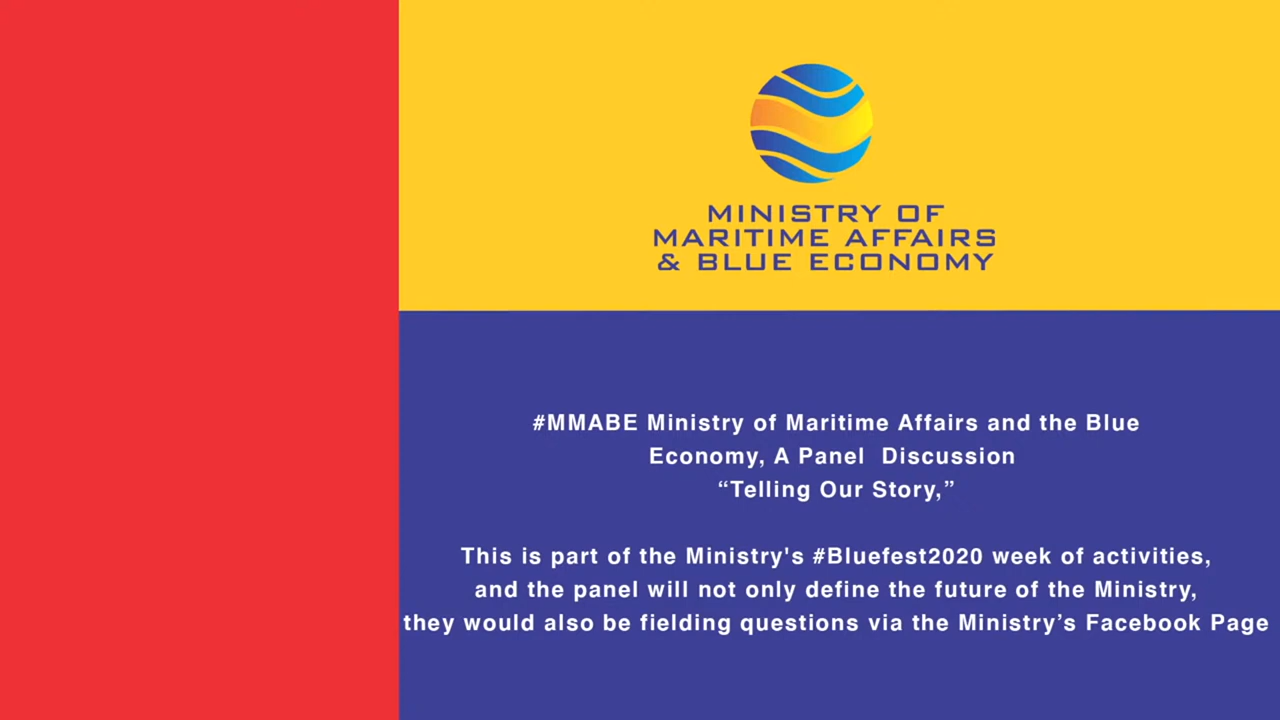 MINISTRY OF
MARITIME AFFAIRS
& BLUE ECONOMY
#MMABE Ministry of Maritime Affairs and the Blue
Economy, A Panel  Discussion
“Telling Our Story,”
This is part of the Ministry's #Bluefest2020 week of activities,
and the panel will not only define the future of the Ministry,
they would also be fielding questions via the Ministry’s Facebook Page